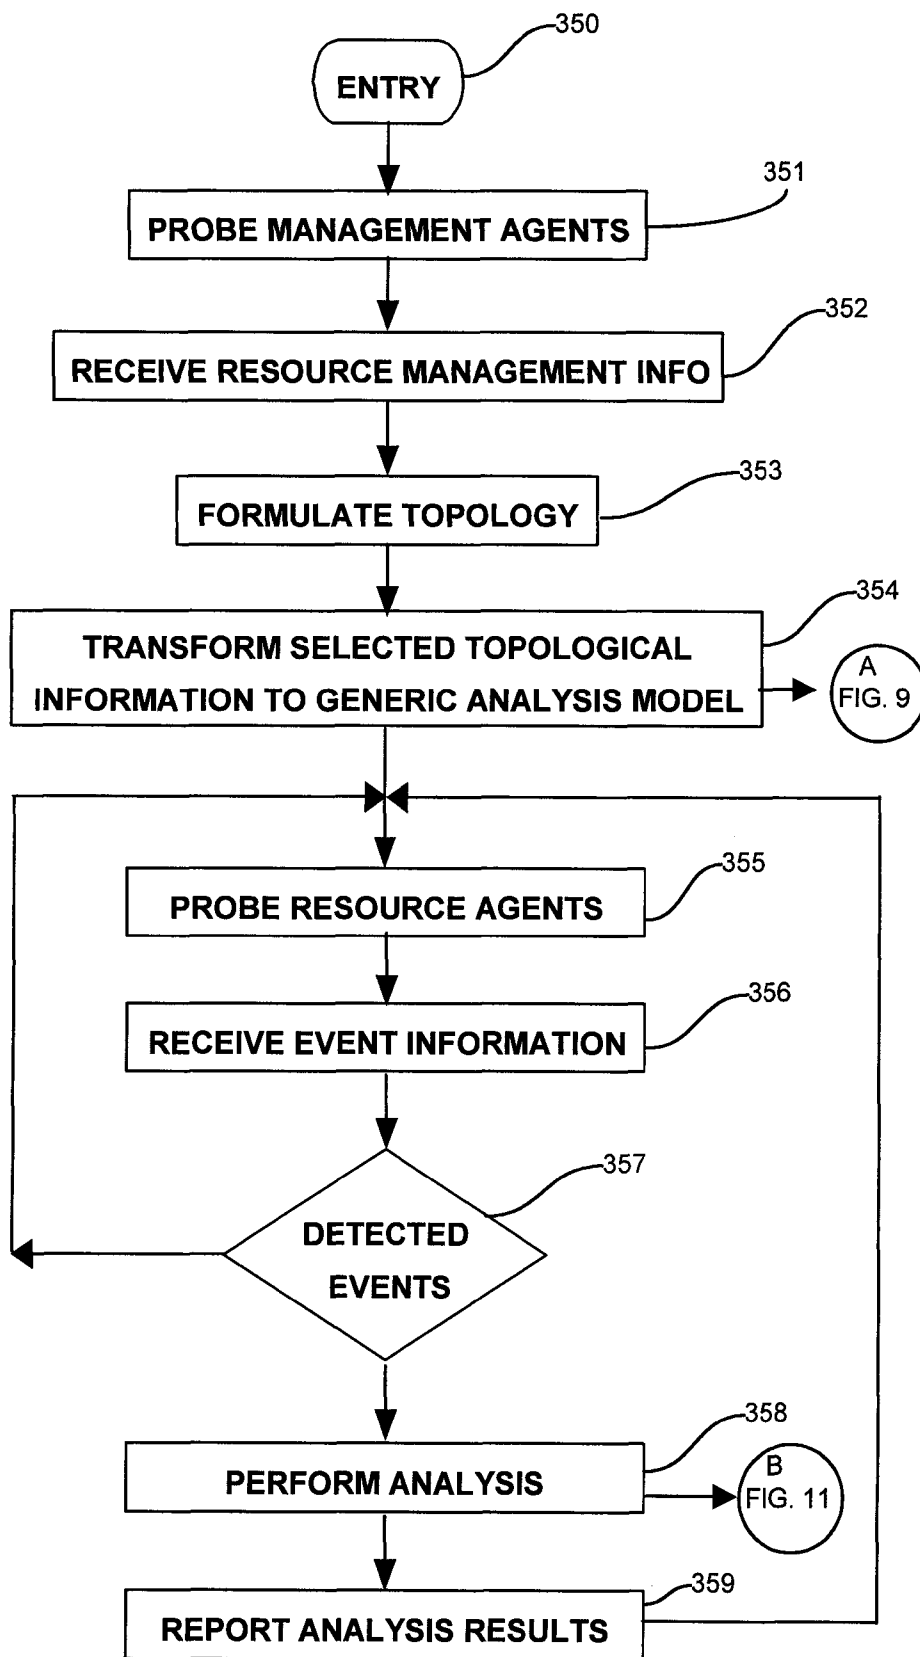 350
ENTRY
351
PROBE MANAGEMENT AGENTS
352
RECEIVE RESOURCE MANAGEMENT INFO
353
FORMULATE TOPOLOGY
354
TRANSFORM SELECTED TOPOLOGICAL
INFORMATION TO GENERIC ANALYSIS MODEL
A
FIG. 9
355
PROBE RESOURCE AGENTS
356
RECEIVE EVENT INFORMATION
357
DETECTED
EVENTS
358
PERFORM ANALYSIS
B
FIG. 11
359
REPORT ANALYSIS RESULTS